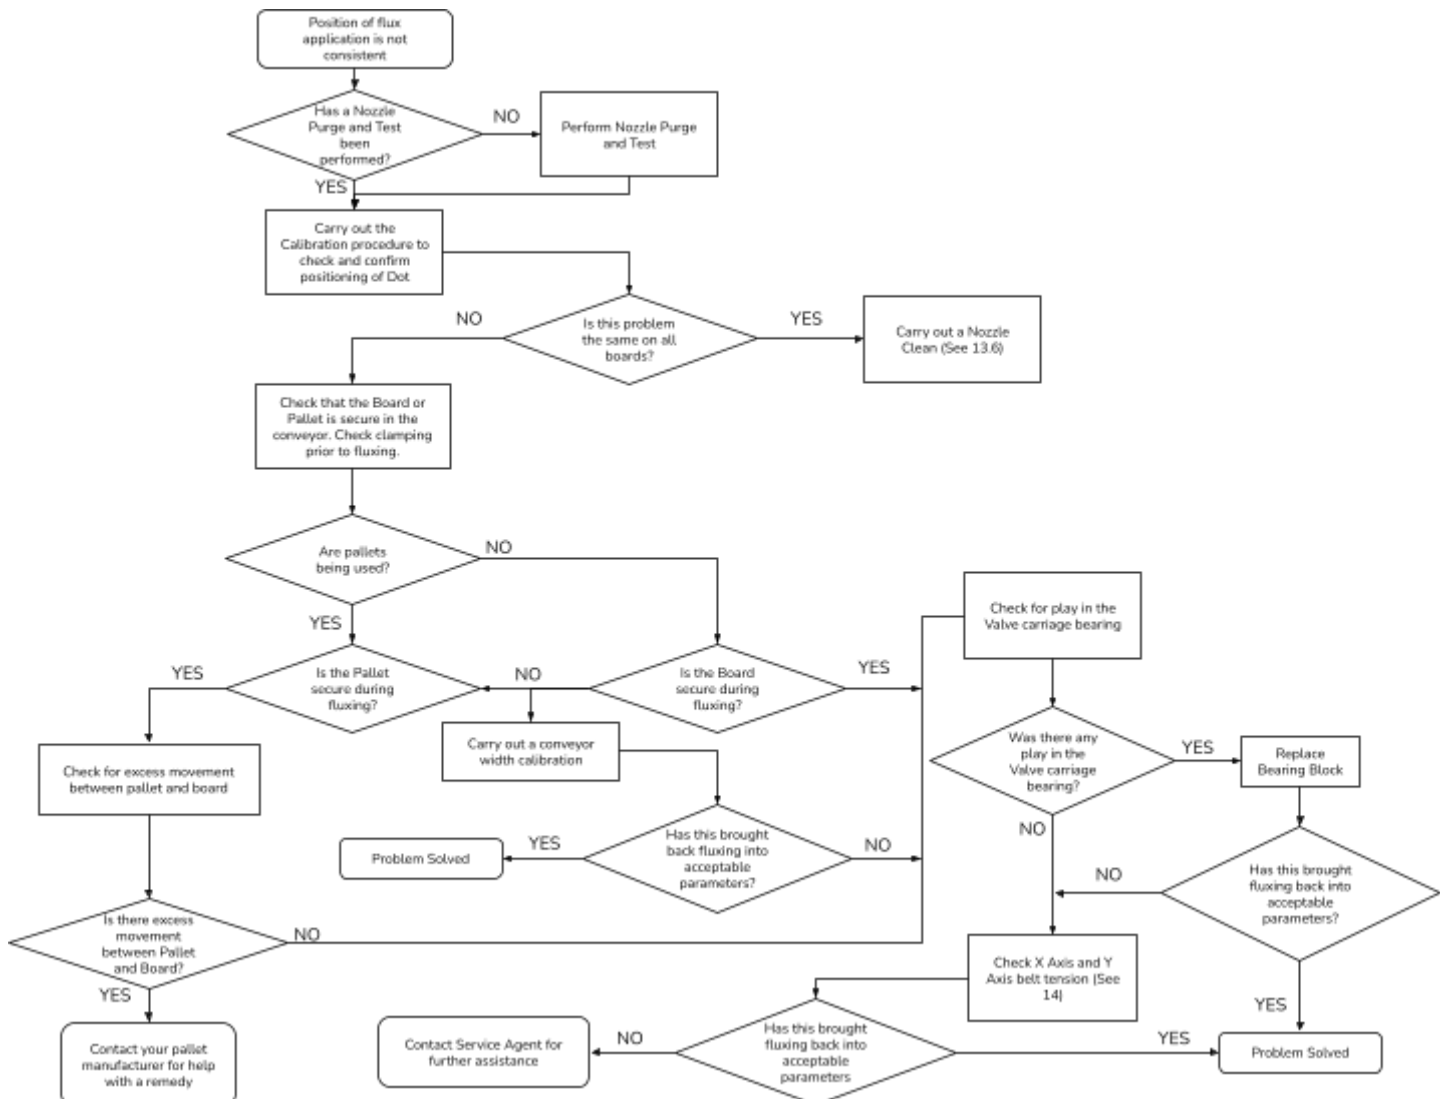 Position of flux
application is not
consistent
Has a Nozzle
Purge and Test
been
performed?
NO
Perform Nozzle Purge
and Test
YES
Carry out the
Calibration procedure to
check and confirm
positioning of Dot
NO
Is this problem
the same on all
boards?
YES
Carry out a Nozzle
Clean (See 13.6)
Check that the Board or
Pallet is secure in the
conveyor. Check clamping
prior to fluxing.
Are pallets
being used?
NO
YES
Check for play in the
Valve carriage bearing
YES
Is the Pallet
secure during
fluxing?
NO
Is the Board
secure during
fluxing?
YES
Carry out a conveyor
width calibration
Was there any
play in the
Valve carriage
bearing?
YES
Replace
Bearing Block
Check for excess movement
between pallet and board
NO
Problem Solved
YES
Has this brought
back fluxing into
acceptable
parameters?
NO
NO
Has this brought
fluxing back into
acceptable
parameters?
Is there excess
movement
between Pallet
and Board?
NO
Check X Axis and Y
Axis belt tension (See
14)
YES
YES
Contact your pallet
manufacturer for help
with a remedy
Contact Service Agent for
further assistance
NO
Has this brought
fluxing back into
acceptable
parameters
YES
Problem Solved